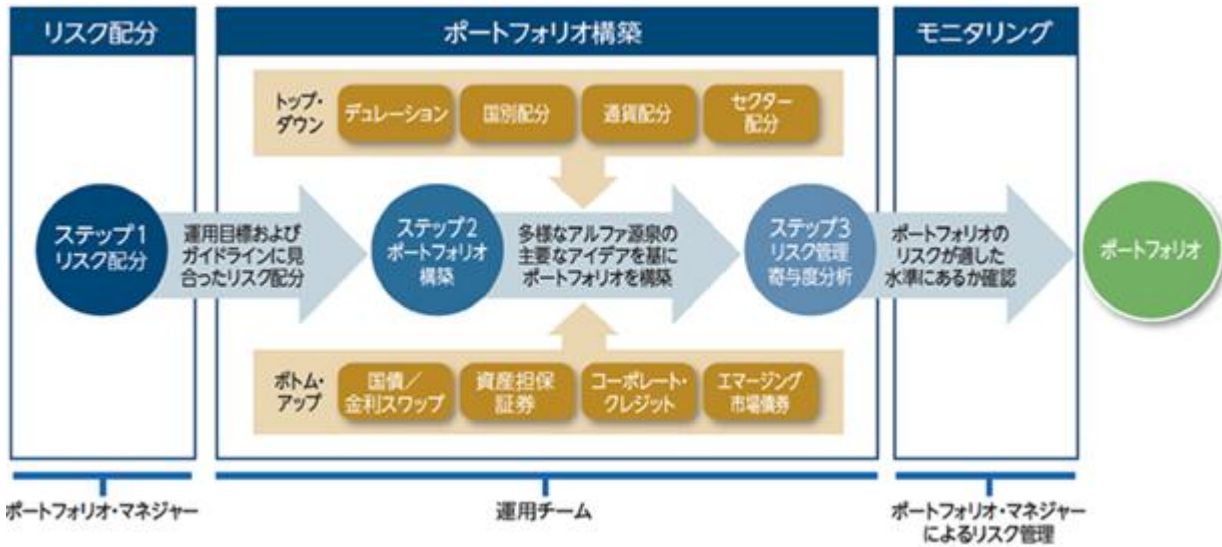 リスク配分
ポートフォリオ構築
モニタリング
トップ・
ダウン
デュレーション
国別配分
通貨配分
セクター
配分
ステップ1
リスク配分
運用目標および
ガイドラインに見
合ったリスク配分
ステップ2
ポートフォリオ
構築
多様なアルファ源泉の
主要なアイデアを基に
ポートフォリオを構築
ステップ3
リスク管理
寄与度分析
ポートフォリオの
リスクが適した
水準にあるか確認
ポートフォリオ
ボトム・
アップ
国債／
金利スワップ
資産担保
証券
コーポレート・
クレジット
エマージング
市場債券
ポートフォリオ・マネジャー
運用チーム
ポートフォリオ・マネジャー
によるリスク管理